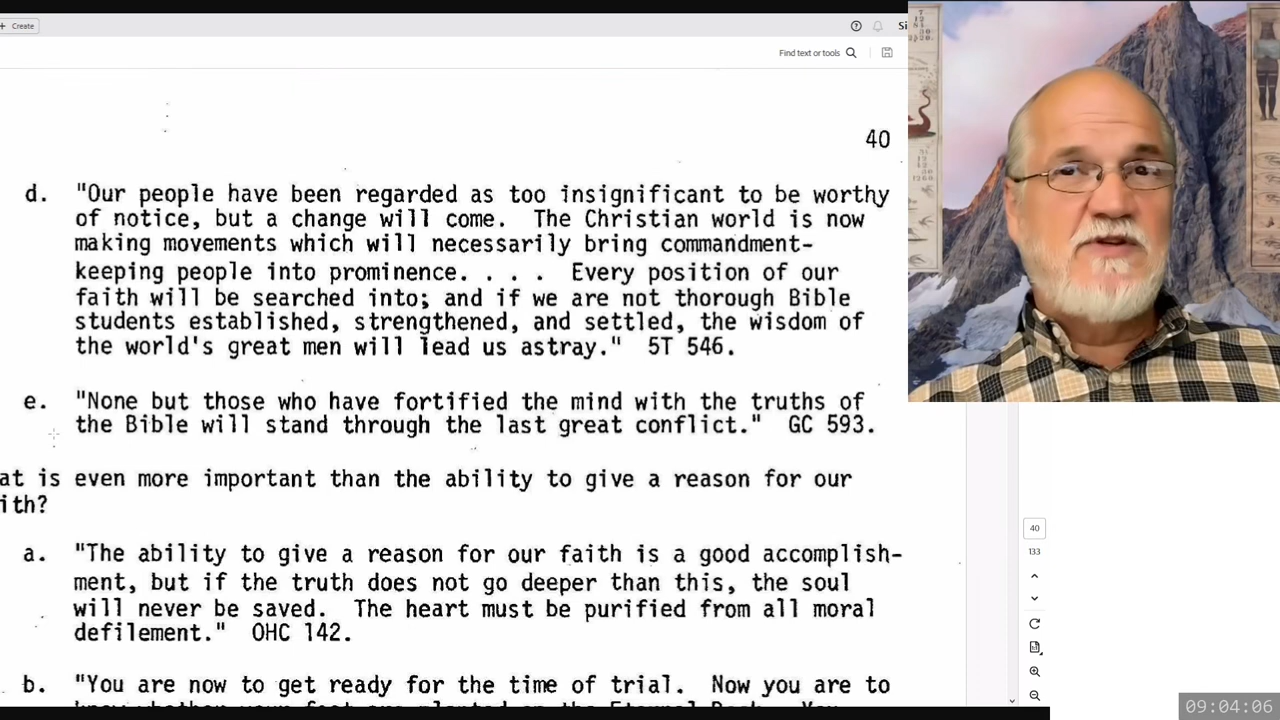 + Create
Si
Find text or tools
40
d. "Our people have been regarded as too insignificant to be worthy
of notice, but a change will come. The Christian world is now
making movements which will necessarily bring commandment-
keeping people into prominence. . . . Every position of our
faith will be searched into; and if we are not thorough Bible
students established, strengthened, and settled, the wisdom of
the world's great men will lead us astray." 5T 546.
e. "None but those who have fortified the mind with the truths of
the Bible will stand through the last great conflict." GC 593.
at is even more important than the ability to give a reason for our
ith?
a. "The ability to give a reason for our faith is a good accomplish-
ment, but if the truth does not go deeper than this, the soul
will never be saved. The heart must be purified from all moral
defilement." OHC 142.
b. "You are now to get ready for the time of trial. Now you are to
40
133
09:04:06